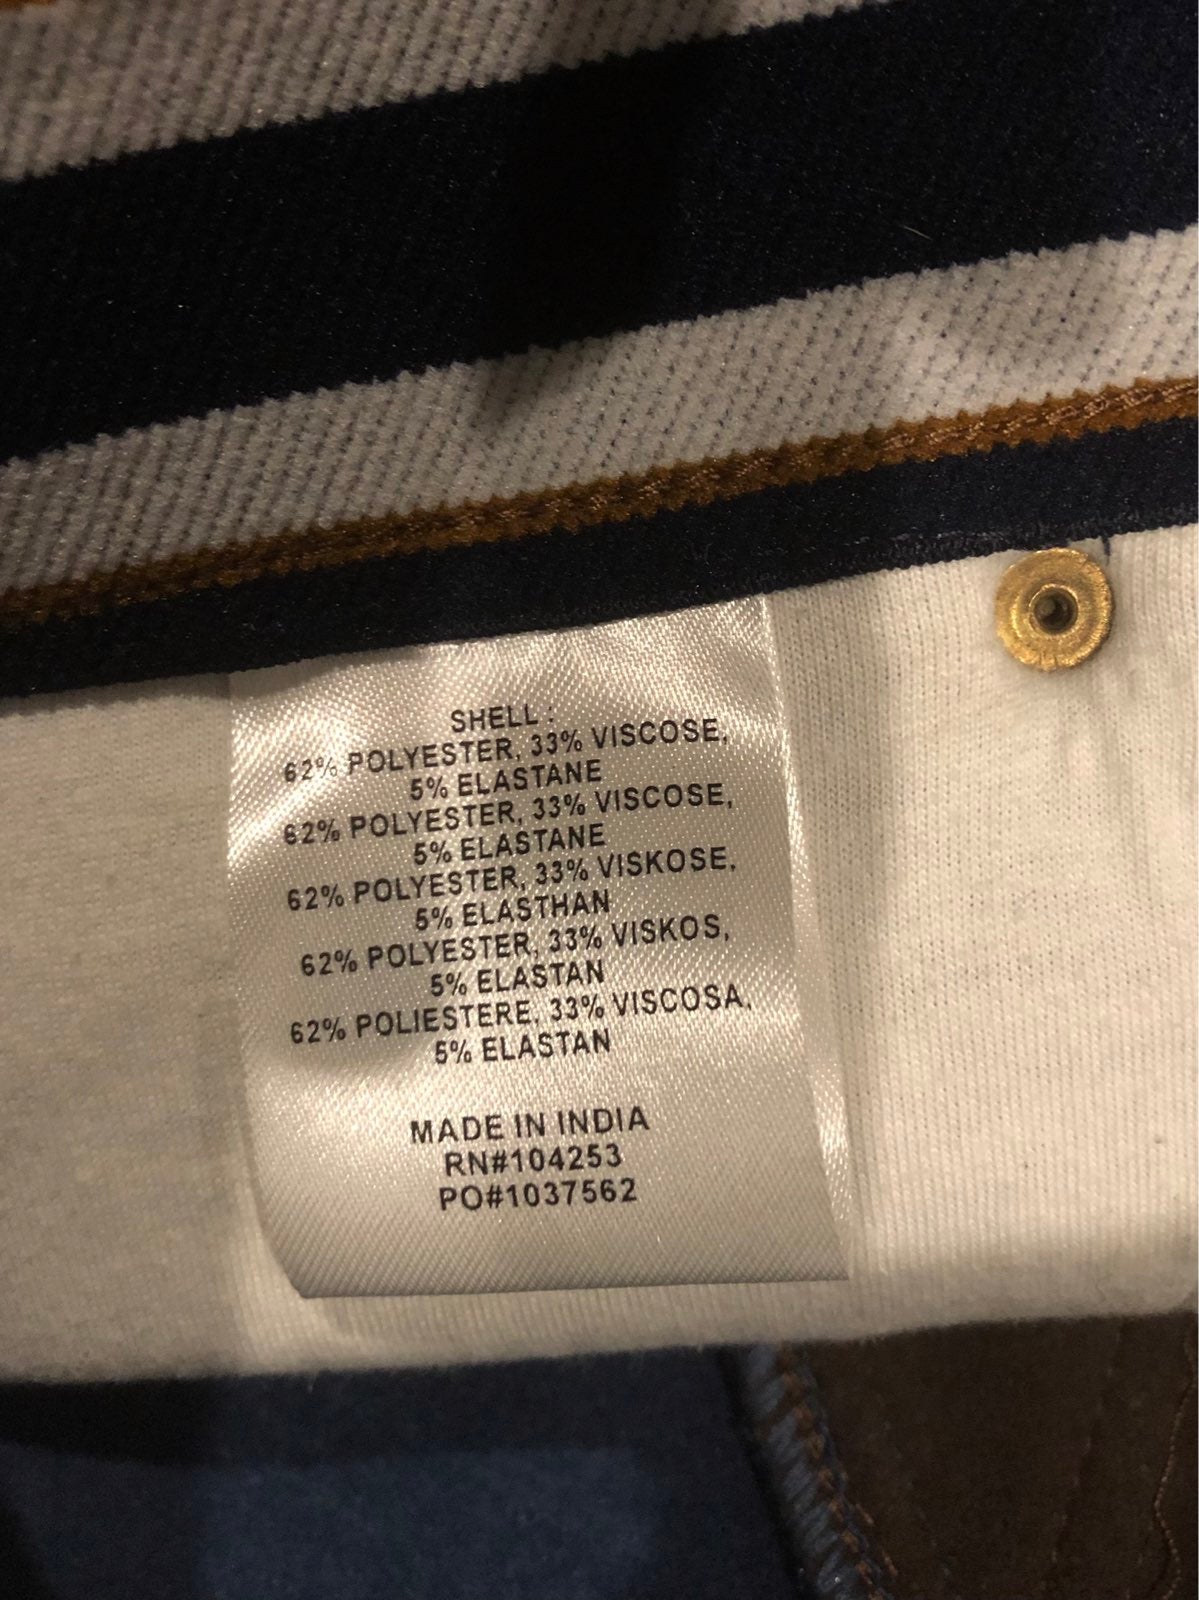 SHELL :
62% POLYESTER, 33% VISCOSE,
5% ELASTANE
62% POLYESTER, 33% VISCOSE,
5% ELASTANE
62% POLYESTER, 33% VISKOSE,
5% ELASTHAN
62% POLYESTER, 33% VISKOS,
5% ELASTAN
62% POLIESTERE, 33% VISCOSA,
5% ELASTAN
MADE IN INDIA
RN#104253
PO#1037562